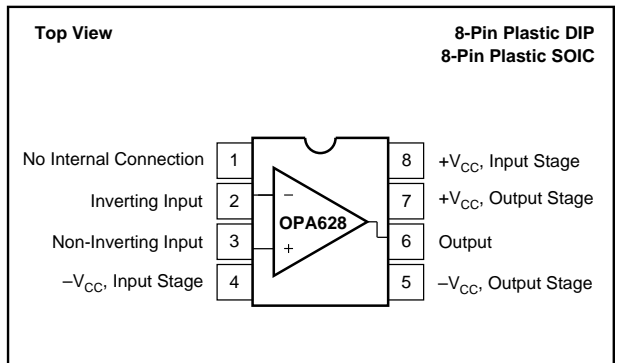 Top View
8-Pin Plastic DIP
8-Pin Plastic SOIC
No Internal Connection 1
Inverting Input 2
Non-Inverting Input 3
–VCC, Input Stage 4
–
OPA628
+
8 +VCC, Input Stage
7 +VCC, Output Stage
6 Output
5 –VCC, Output Stage